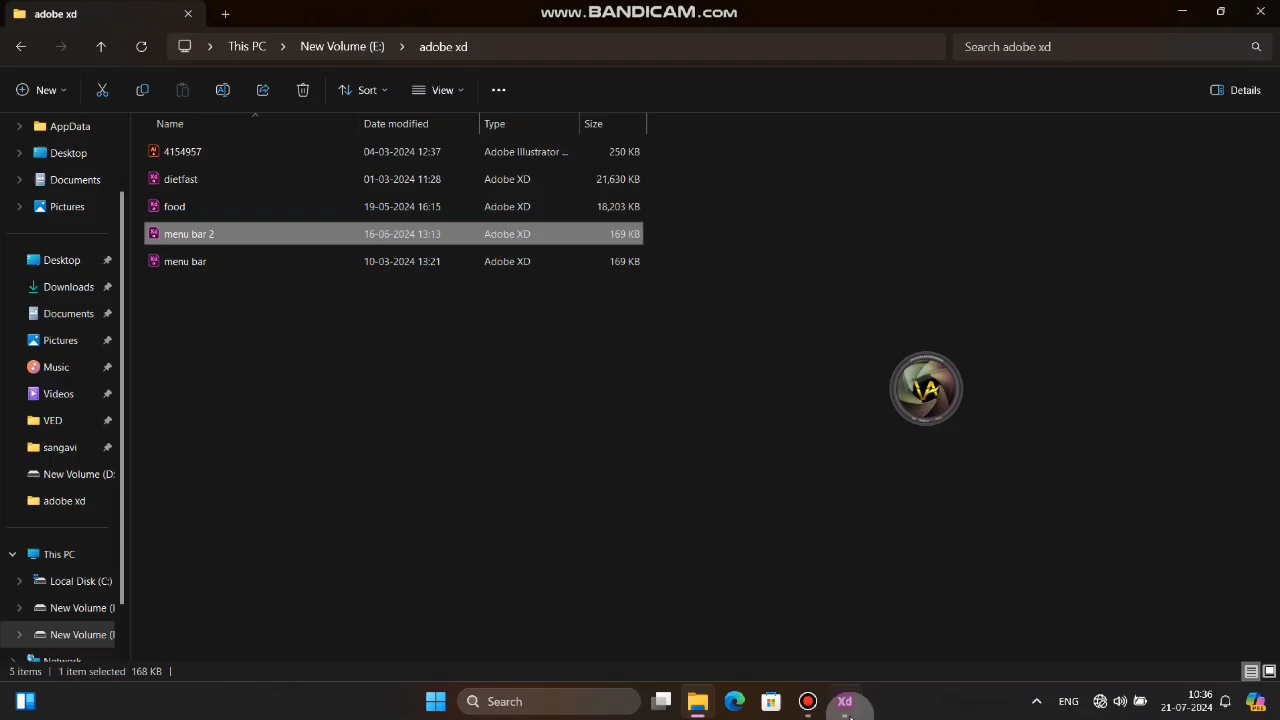 www.BANDICAM.com
adobe xd
This PC
New Volume (E:)
adobe xd
Search adobe xd
New
Sort
View
Details
Name
Date modified
Type
Size
4154957
04-03-2024 12:37
Adobe Illustrator ...
250 KB
dietfast
01-03-2024 11:28
Adobe XD
21,630 KB
food
19-05-2024 16:15
Adobe XD
18,203 KB
menu bar 2
16-06-2024 13:13
Adobe XD
169 KB
menu bar
10-03-2024 13:21
Adobe XD
169 KB
AppData
Desktop
Documents
Pictures
Desktop
Downloads
Documents
Pictures
Music
Videos
VED
sangavi
New Volume (D:
adobe xd
This PC
Local Disk (C:)
New Volume (
New Volume (
Network
VA
5 items
1 item selected 168 KB
Search
Xd
ENG
10:36
21-07-2024